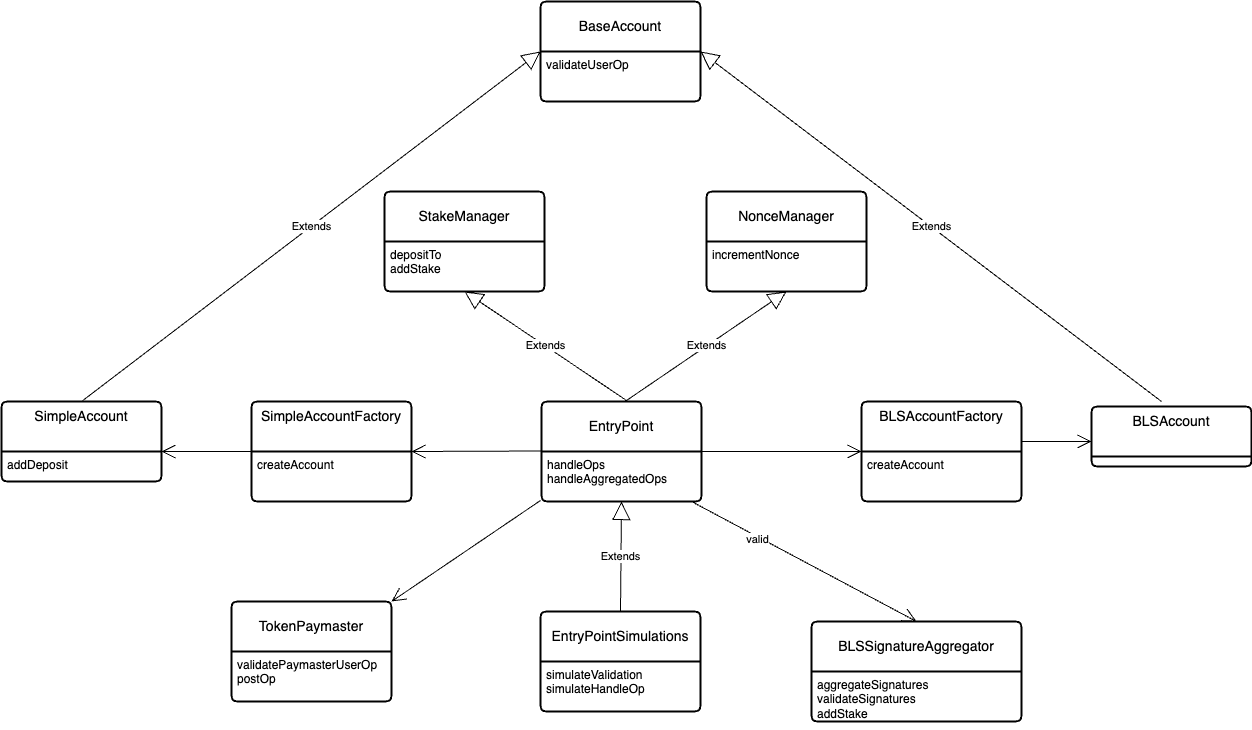 BaseAccount
validateUserOp
StakeManager
depositTo
addStake
NonceManager
incrementNonce
Extends
Extends
Extends
Extends
SimpleAccount
addDeposit
SimpleAccountFactory
createAccount
EntryPoint
handleOps
handleAggregatedOps
BLSAccountFactory
createAccount
BLSAccount
valid
Extends
TokenPaymaster
validatePaymasterUserOp
postOp
EntryPointSimulations
simulateValidation
simulateHandleOp
BLSSignatureAggregator
aggregateSignatures
validateSignatures
addStake